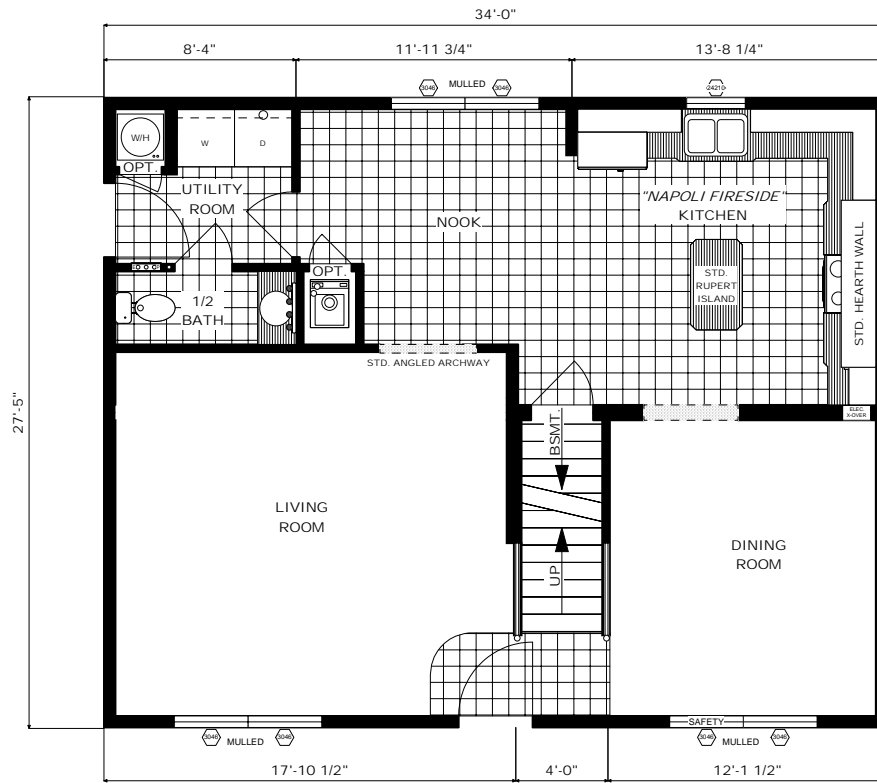 34'-0"
8'-4"
11'-11 3/4"
13'-8 1/4"
3046
MULLED
3046
24210
W/H
W
D
OPT.
UTILITY
ROOM
"NAPOLI FIRESIDE"
KITCHEN
NOOK
OPT.
STD.
RUPERT
ISLAND
STD. HEARTH WALL
1/2
BATH
STD. ANGLED ARCHWAY
27'-5"
ELEC.
X-OVER
BSMT.
LIVING
ROOM
DINING
ROOM
UP
SAFETY
3046
MULLED
3046
3046
MULLED
3046
17'-10 1/2"
4'-0"
12'-1 1/2"